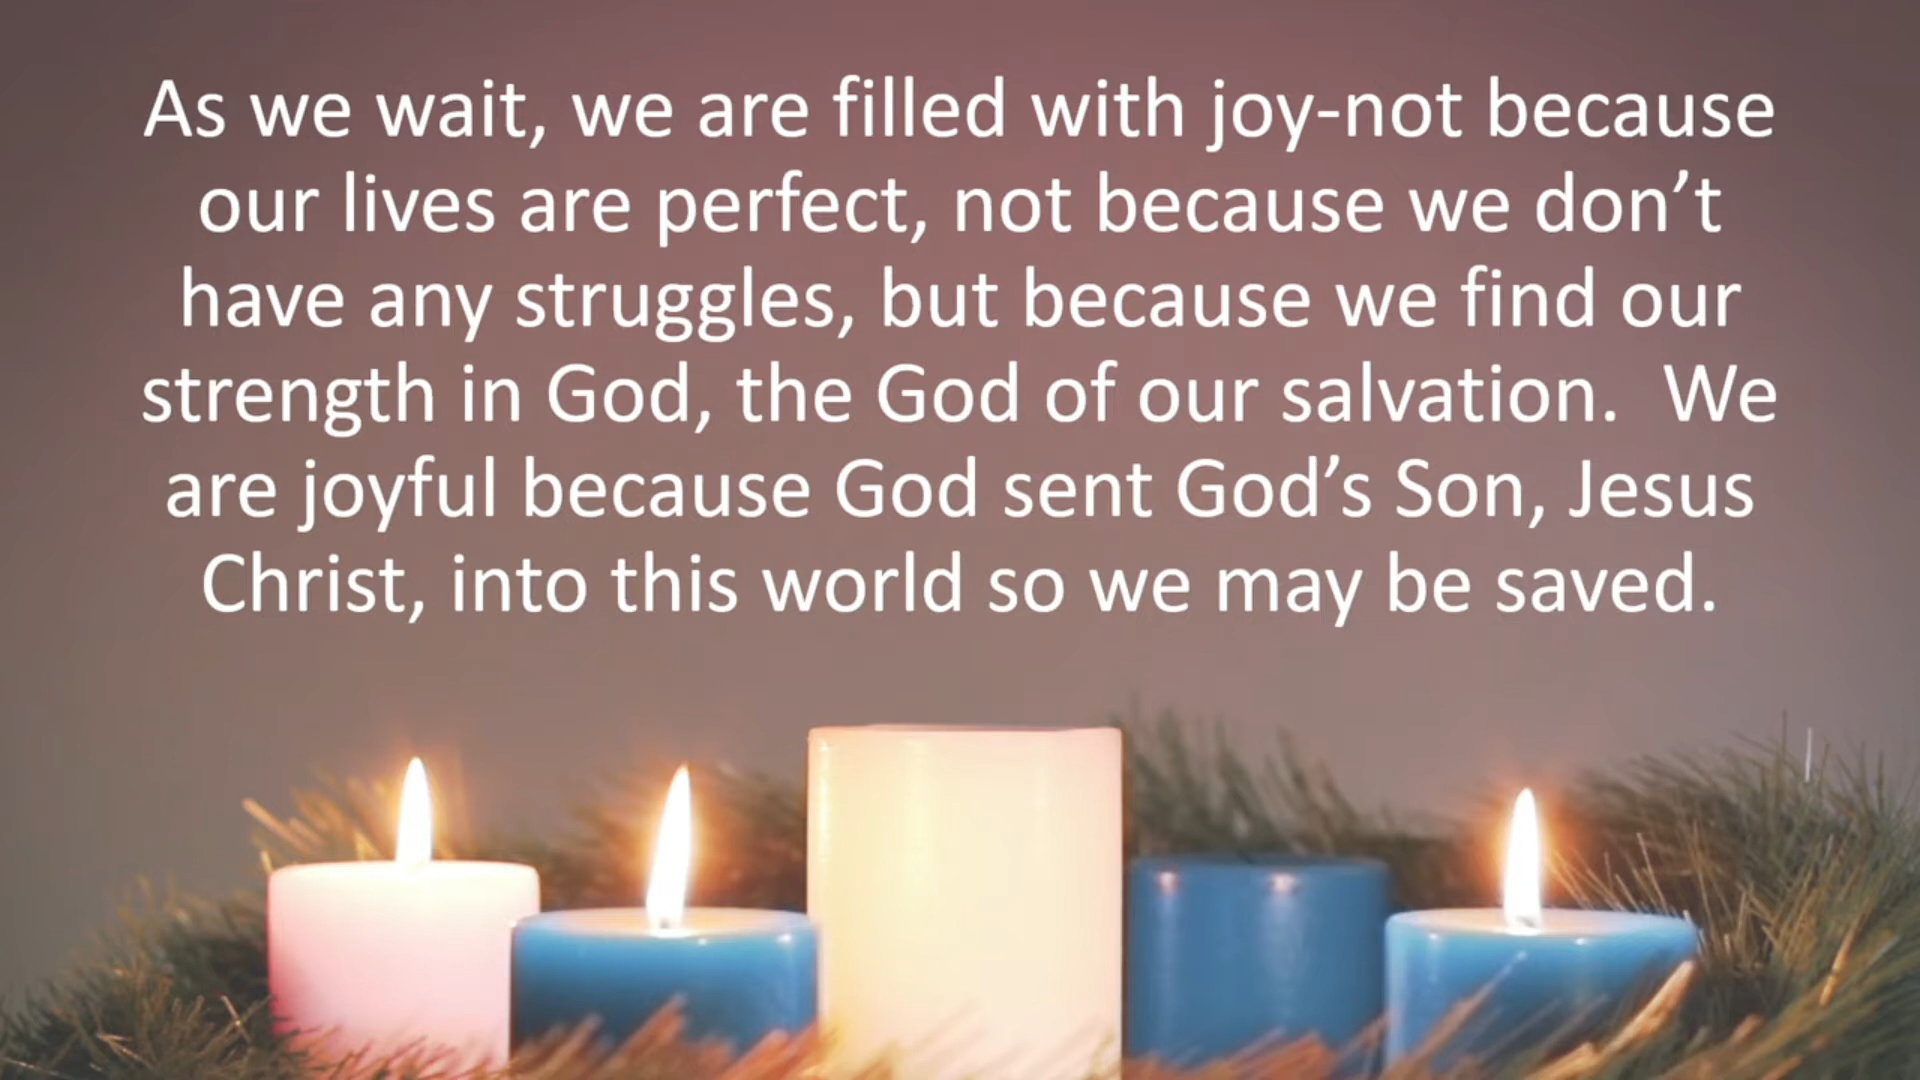 As we wait, we are filled with joy-not because
our lives are perfect, not because we don’t
have any struggles, but because we find our
strength in God, the God of our salvation.  We
are joyful because God sent God’s Son, Jesus
Christ, into this world so we may be saved.